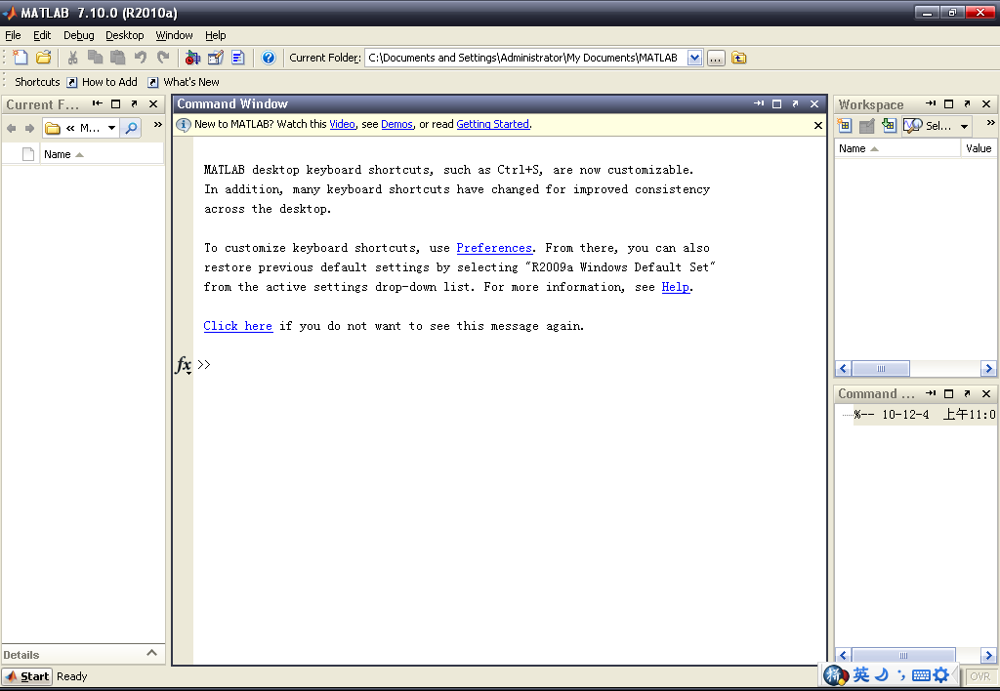 MATLAB 7.10.0 (R2010a)
File Edit Debug Desktop Window Help
Current Folder: C:\Documents and Settings\Administrator\My Documents\MATLAB
Shortcuts How to Add What's New
Current F...
« M...
Name
Details
Command Window
New to MATLAB? Watch this Video, see Demos, or read Getting Started.
MATLAB desktop keyboard shortcuts, such as Ctrl+S, are now customizable.
In addition, many keyboard shortcuts have changed for improved consistency
across the desktop.
To customize keyboard shortcuts, use Preferences. From there, you can also
restore previous default settings by selecting "R2009a Windows Default Set"
from the active settings drop-down list. For more information, see Help.
Click here if you do not want to see this message again.
fx >>
Workspace
Sel...
Name Value
Command ...
%-- 10-12-4 上午11:0
Start Ready
英
OVR